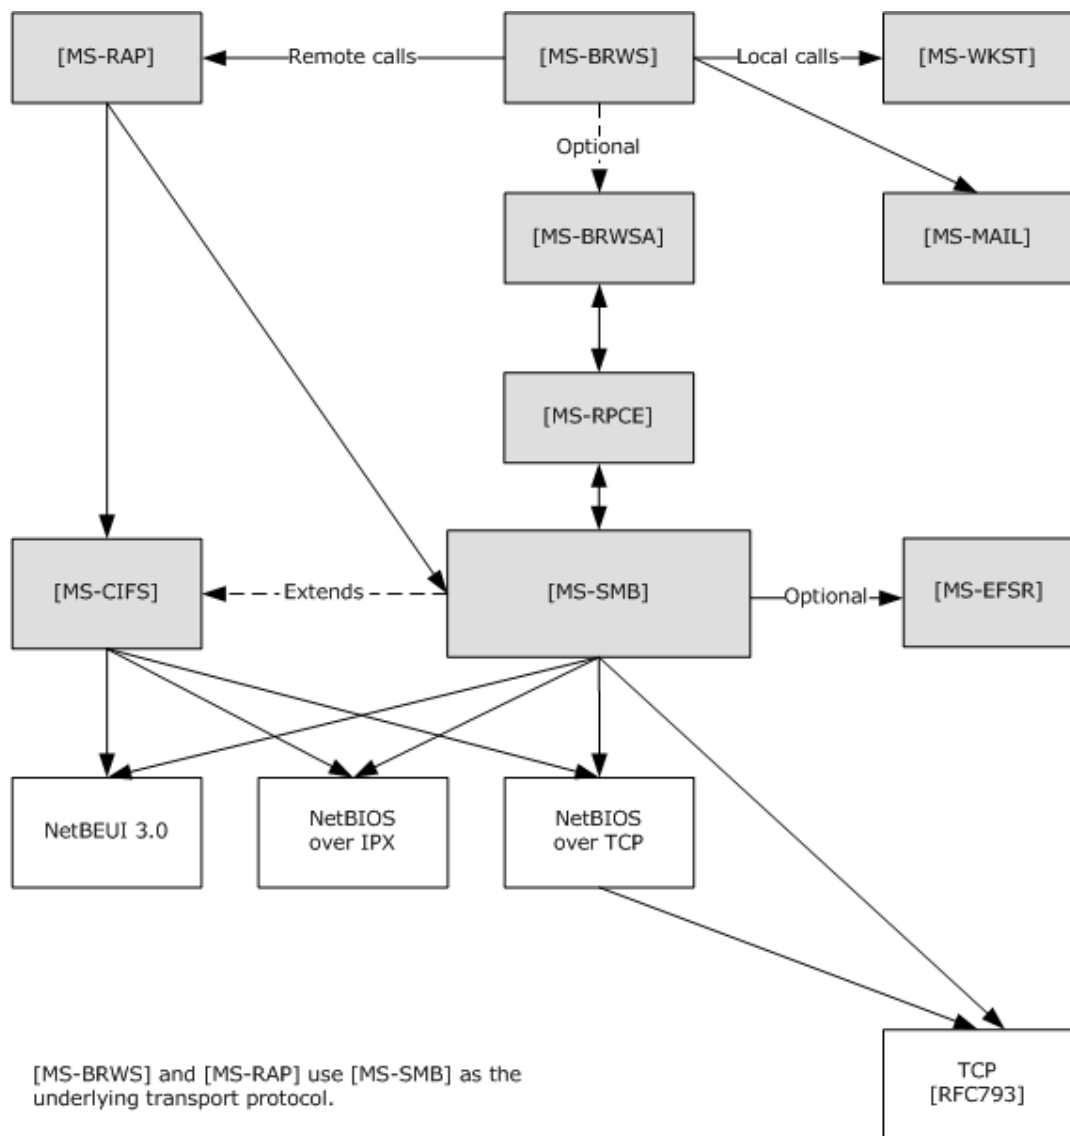 [MS-RAP]
Remote calls
[MS-BRWS]
Local calls
[MS-WKST]
Optional
[MS-BRWSA]
[MS-MAIL]
[MS-RPCE]
[MS-CIFS]
Extends
[MS-SMB]
Optional
[MS-EFSR]
NetBEUI 3.0
NetBIOS
over IPX
NetBIOS
over TCP
[MS-BRWS] and [MS-RAP] use [MS-SMB] as the
underlying transport protocol.
TCP
[RFC793]